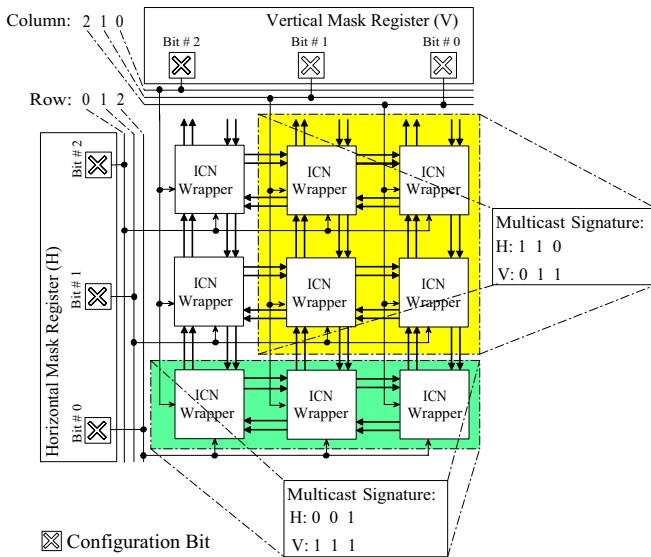 Vertical Mask Register (V)
Column: 2 1 0
Bit # 2
Bit # 1
Bit # 0
Row: 0 1 2
Horizontal Mask Register (H)
Bit # 2
Bit # 1
Bit # 0
ICN Wrapper
ICN Wrapper
ICN Wrapper
ICN Wrapper
ICN Wrapper
ICN Wrapper
ICN Wrapper
ICN Wrapper
ICN Wrapper
Multicast Signature:
H: 1 1 0
V: 0 1 1
Multicast Signature:
H: 0 0 1
V: 1 1 1
Configuration Bit